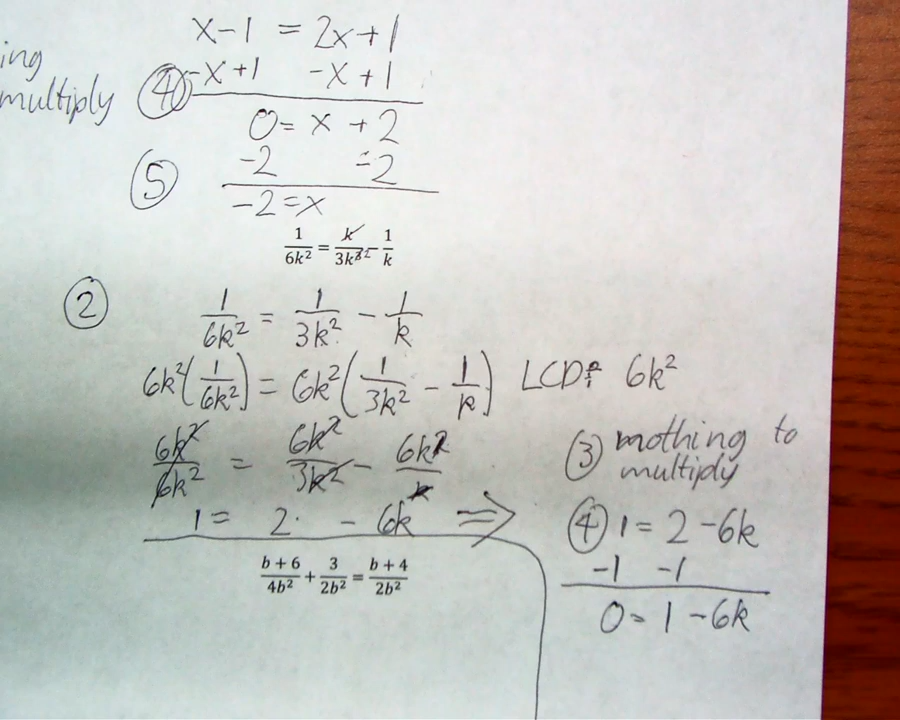 x-1 = 2x+1
ing
multiply
④ -x+1 -x+1
0= x +2
⑤ -2 -2
-2=x
1/6k² = k/3k³² - 1/k
② 1/6k² = 1/3k² - 1/k
6k²(1/6k²) = 6k²(1/3k² - 1/k) LCD: 6k²
6k²/6k² = 6k²/3k² - 6k²/k
③ nothing to
multiply
1= 2 - 6k ⇒
④ 1=2-6k
-1 -1
0= 1-6k
b+6/4b² + 3/2b² = b+4/2b²